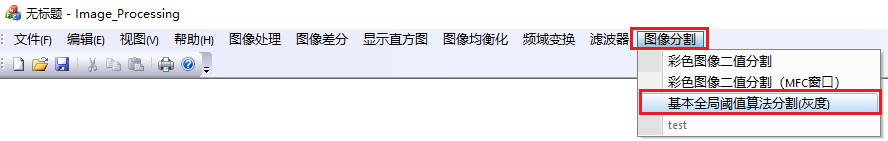 无标题 - Image_Processing
文件(F) 编辑(E) 视图(V) 帮助(H) 图像处理 图像差分 显示直方图 图像均衡化 频域变换 滤波器 图像分割
彩色图像二值分割
彩色图像二值分割（MFC窗口）
基本全局阈值算法分割(灰度)
test